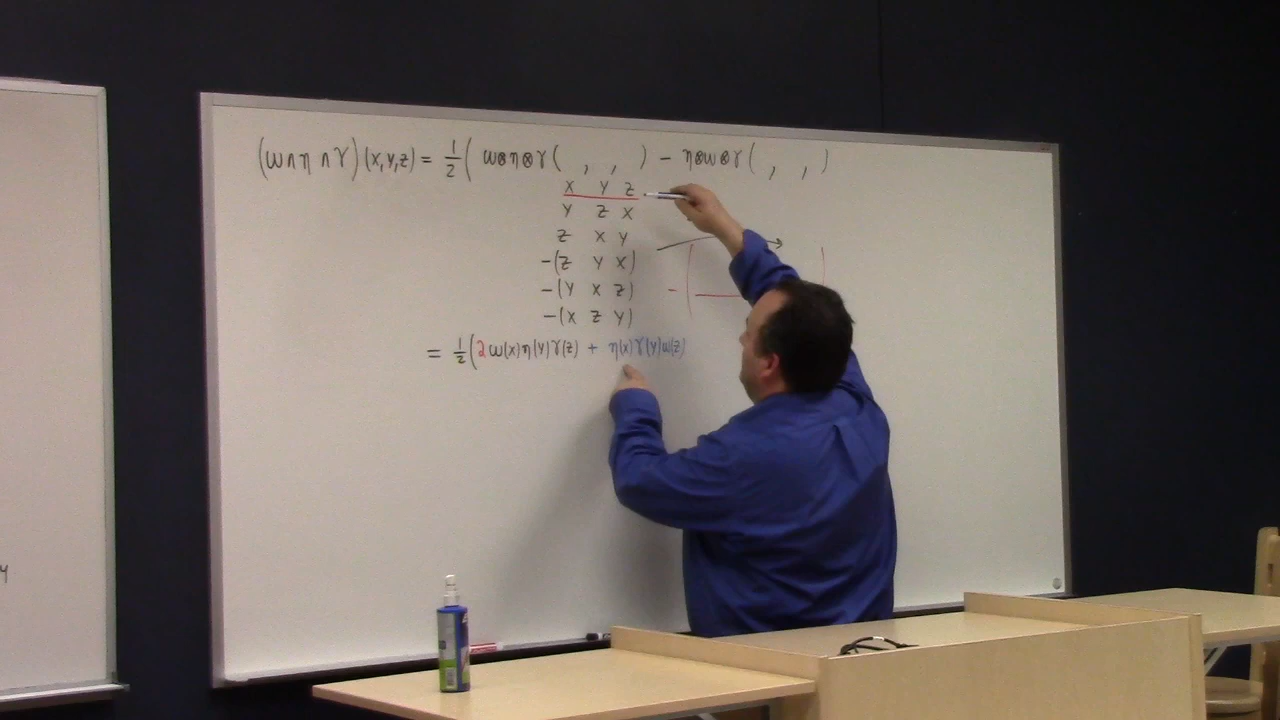 (ω∧η∧γ)(X,Y,Z) = 1/2 ( ω⊗η⊗γ( , , ) − η⊗ω⊗γ( , , )
X Y Z
Y Z X
Z X Y
-(Z Y X)
-(Y X Z)
-(X Z Y)
= 1/2 (2ω(X)η(Y)γ(Z) + η(X)γ(Y)ω(Z)